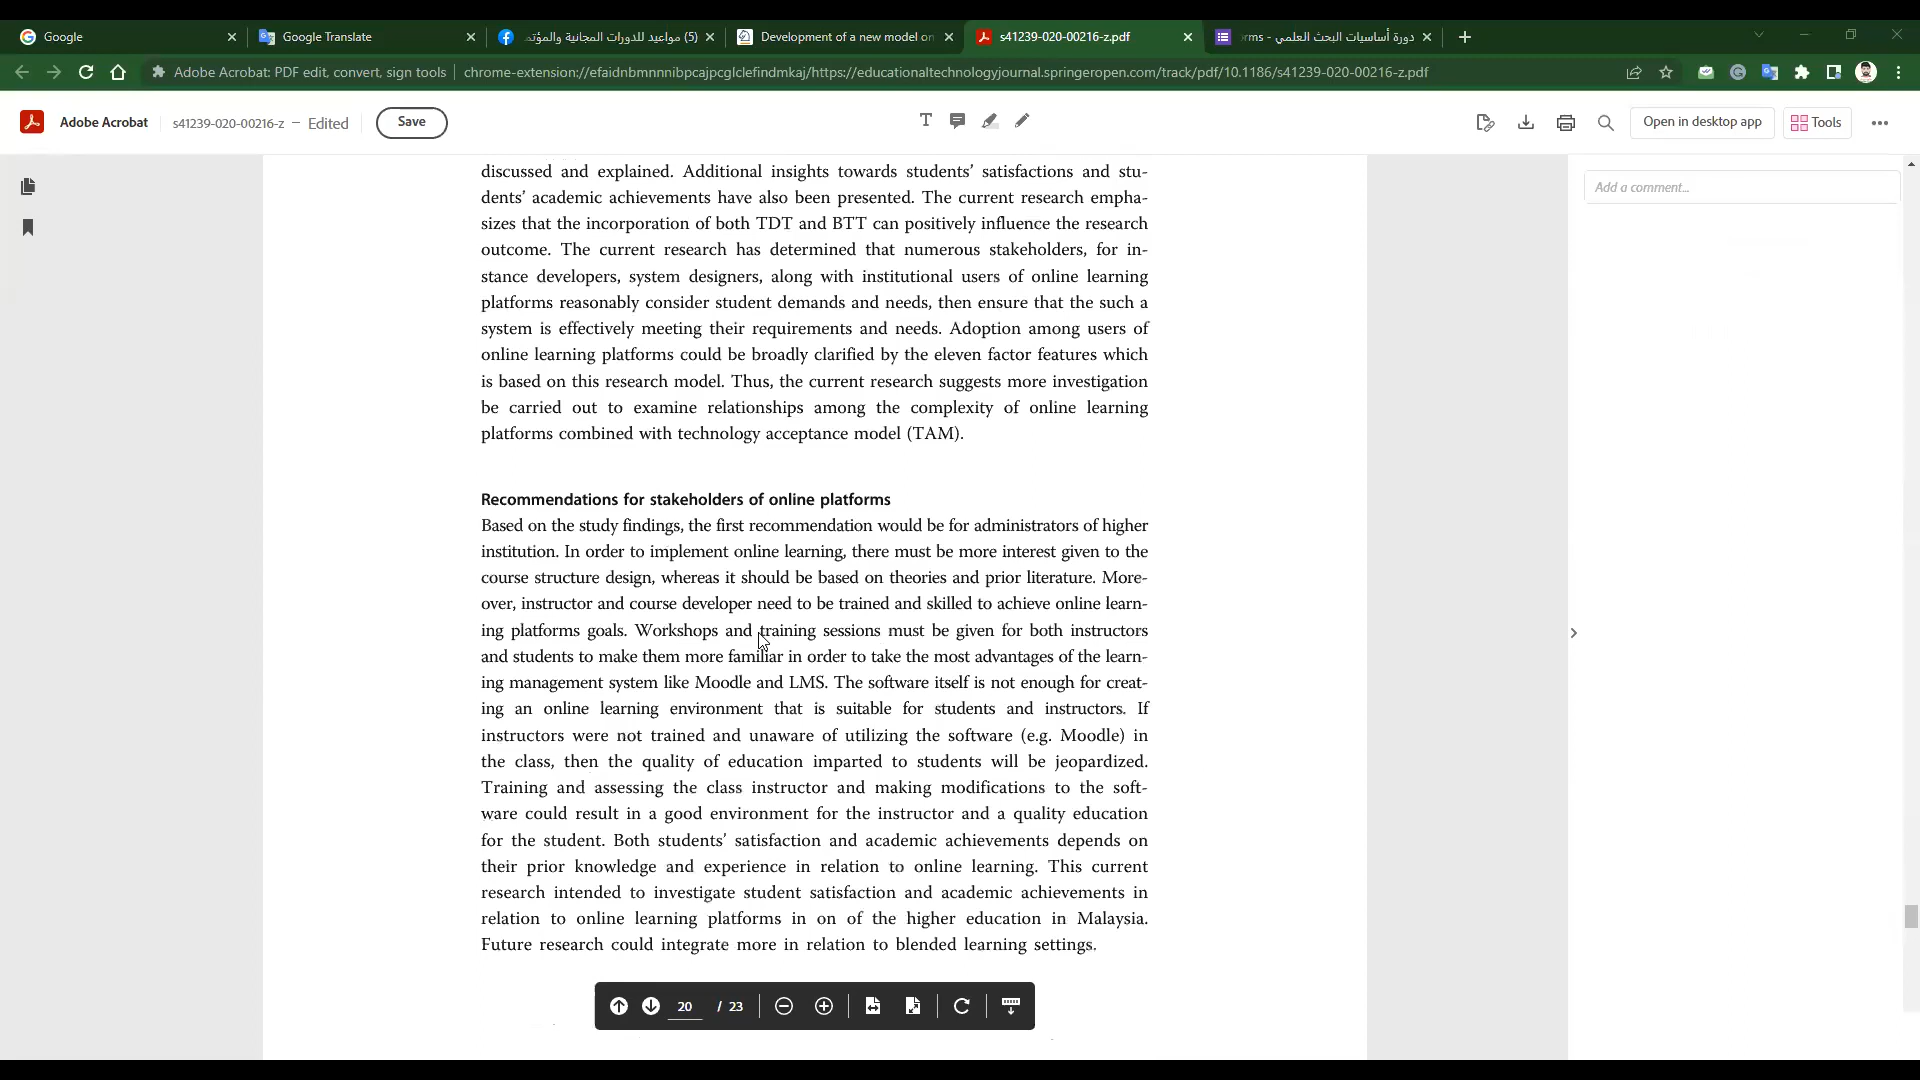 Google
Google Translate
(5) مواعيد للدورات المجانية والمؤتم
Development of a new model on
s41239-020-00216-z.pdf
دورة أساسيات البحث العلمي - rms
Adobe Acrobat: PDF edit, convert, sign tools
chrome-extension://efaidnbmnnnibpcajpcglclefindmkaj/https://educationaltechnologyjournal.springeropen.com/track/pdf/10.1186/s41239-020-00216-z.pdf
Adobe Acrobat
s41239-020-00216-z – Edited
Save
Open in desktop app
Tools
Add a comment...
discussed and explained. Additional insights towards students’ satisfactions and stu-
dents’ academic achievements have also been presented. The current research empha-
sizes that the incorporation of both TDT and BTT can positively influence the research
outcome. The current research has determined that numerous stakeholders, for in-
stance developers, system designers, along with institutional users of online learning
platforms reasonably consider student demands and needs, then ensure that the such a
system is effectively meeting their requirements and needs. Adoption among users of
online learning platforms could be broadly clarified by the eleven factor features which
is based on this research model. Thus, the current research suggests more investigation
be carried out to examine relationships among the complexity of online learning
platforms combined with technology acceptance model (TAM).
Recommendations for stakeholders of online platforms
Based on the study findings, the first recommendation would be for administrators of higher
institution. In order to implement online learning, there must be more interest given to the
course structure design, whereas it should be based on theories and prior literature. More-
over, instructor and course developer need to be trained and skilled to achieve online learn-
ing platforms goals. Workshops and training sessions must be given for both instructors
and students to make them more familiar in order to take the most advantages of the learn-
ing management system like Moodle and LMS. The software itself is not enough for creat-
ing an online learning environment that is suitable for students and instructors. If
instructors were not trained and unaware of utilizing the software (e.g. Moodle) in
the class, then the quality of education imparted to students will be jeopardized.
Training and assessing the class instructor and making modifications to the soft-
ware could result in a good environment for the instructor and a quality education
for the student. Both students’ satisfaction and academic achievements depends on
their prior knowledge and experience in relation to online learning. This current
research intended to investigate student satisfaction and academic achievements in
relation to online learning platforms in on of the higher education in Malaysia.
Future research could integrate more in relation to blended learning settings.
20 / 23